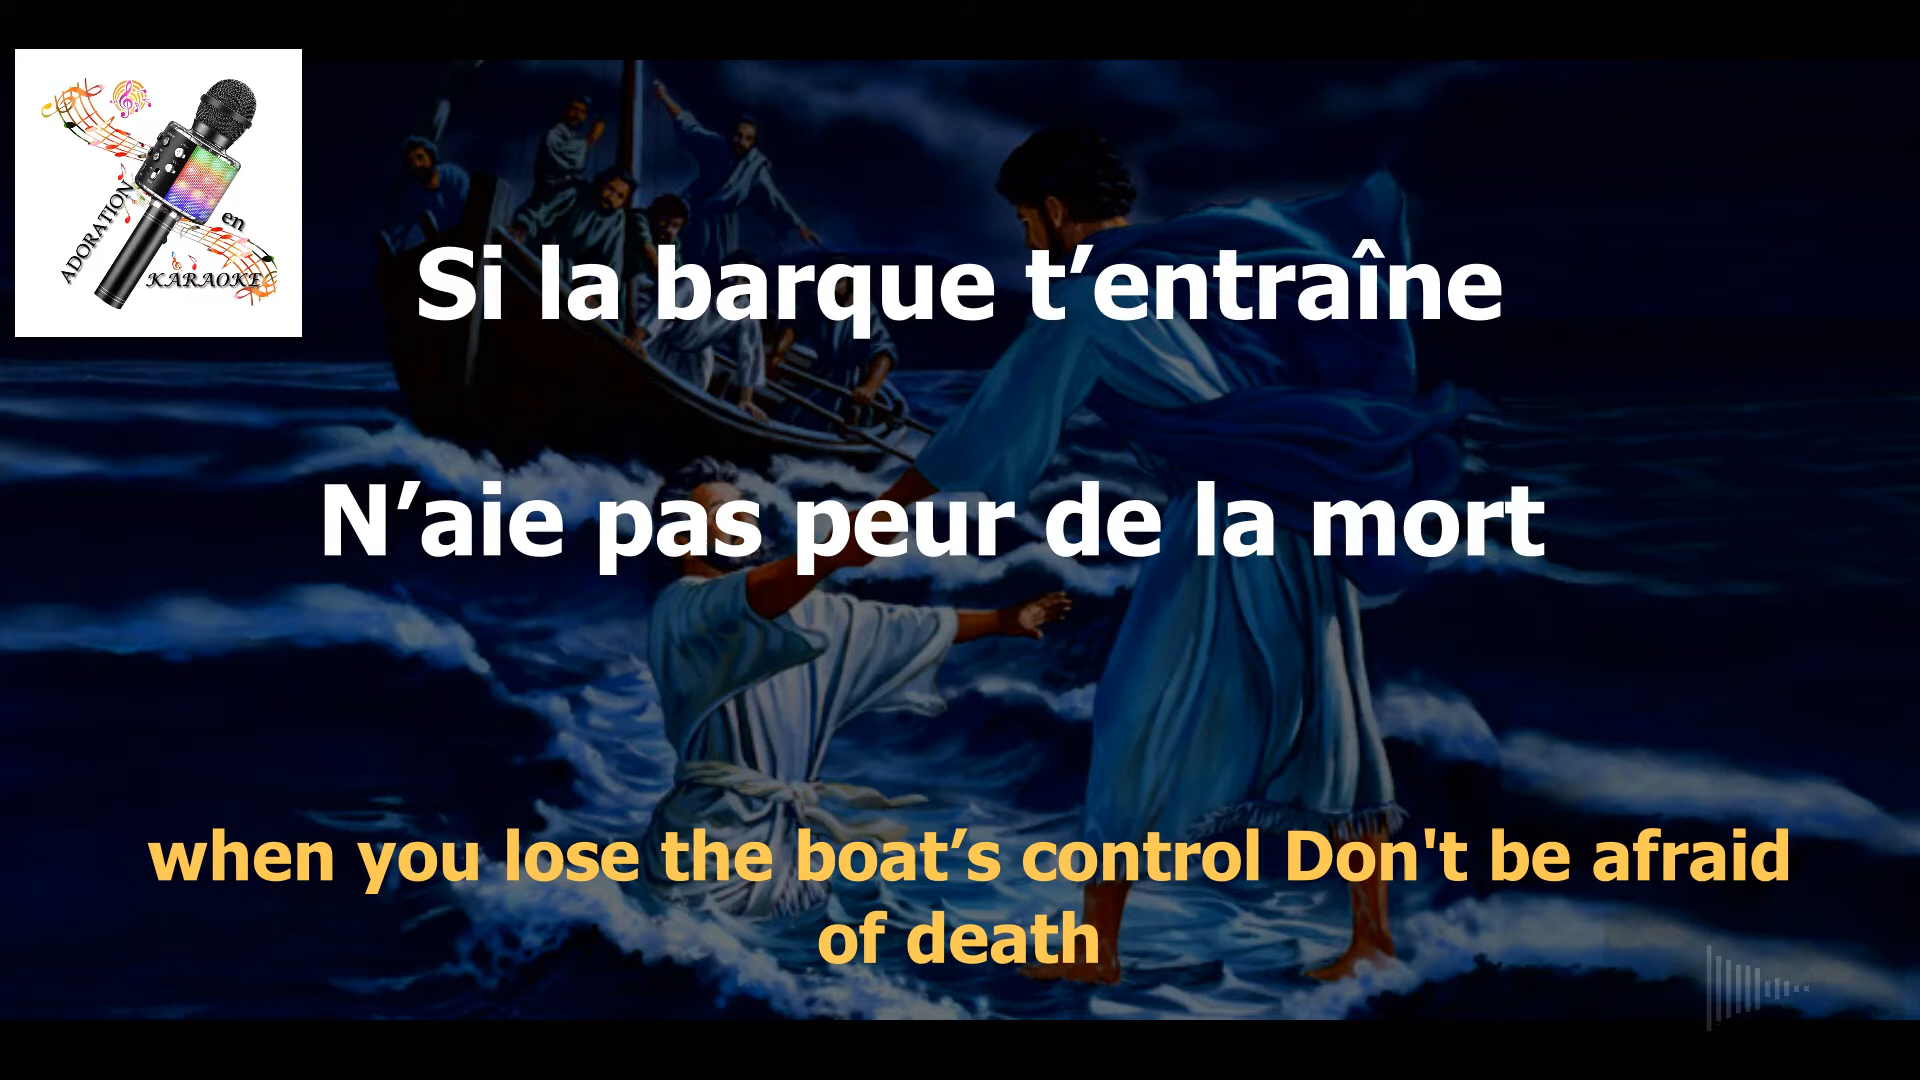 ADORATION
en
KARAOKE
Si la barque t’entraîne
N’aie pas peur de la mort
when you lose the boat’s control Don't be afraid
of death